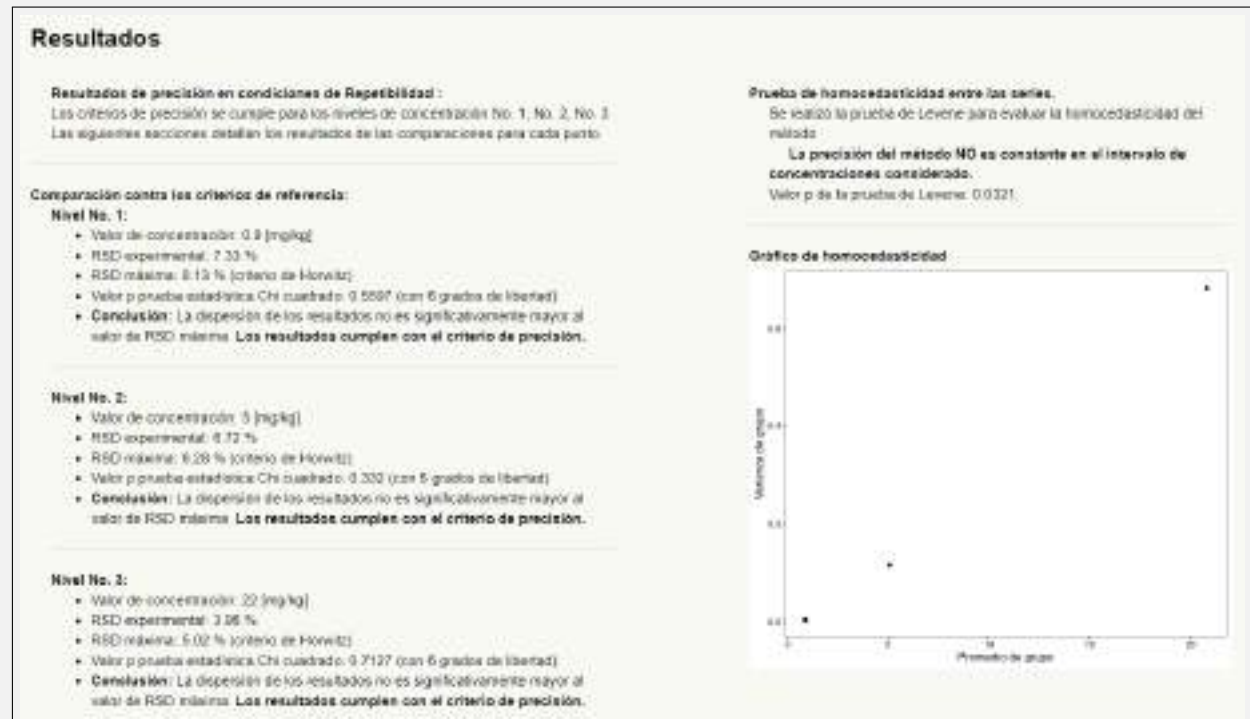 Resultados
Resultados de precisión en condiciones de Repetibilidad :
Los criterios de precisión se cumple para los niveles de concentración No. 1, No. 2, No. 3
Las siguientes secciones detallan los resultados de las comparaciones para cada punto.
Comparación contra los criterios de referencia:
Nivel No. 1:
• Valor de concentración: 0.9 [mg/kg]
• RSD experimental: 7.33 %
• RSD máxima: 8.13 % (criterio de Horwitz)
• Valor p prueba estadística Chi cuadrado: 0.5597 (con 6 grados de libertad)
• Conclusión: La dispersión de los resultados no es significativamente mayor al
valor de RSD máxima. Los resultados cumplen con el criterio de precisión.
Nivel No. 2:
• Valor de concentración: 5 [mg/kg]
• RSD experimental: 6.72 %
• RSD máxima: 6.28 % (criterio de Horwitz)
• Valor p prueba estadística Chi cuadrado: 0.332 (con 6 grados de libertad)
• Conclusión: La dispersión de los resultados no es significativamente mayor al
valor de RSD máxima. Los resultados cumplen con el criterio de precisión.
Nivel No. 3:
• Valor de concentración: 22 [mg/kg]
• RSD experimental: 3.96 %
• RSD máxima: 5.02 % (criterio de Horwitz)
• Valor p prueba estadística Chi cuadrado: 0.7127 (con 6 grados de libertad)
• Conclusión: La dispersión de los resultados no es significativamente mayor al
valor de RSD máxima. Los resultados cumplen con el criterio de precisión.
Prueba de homocedasticidad entre las series.
Se realizó la prueba de Levene para evaluar la homocedasticidad del
método
La precisión del método NO es constante en el intervalo de
concentraciones considerado.
Valor p de la prueba de Levene: 0.0321
Gráfico de homocedasticidad
Varianza de grupo
0.0
0
Promedio de grupo